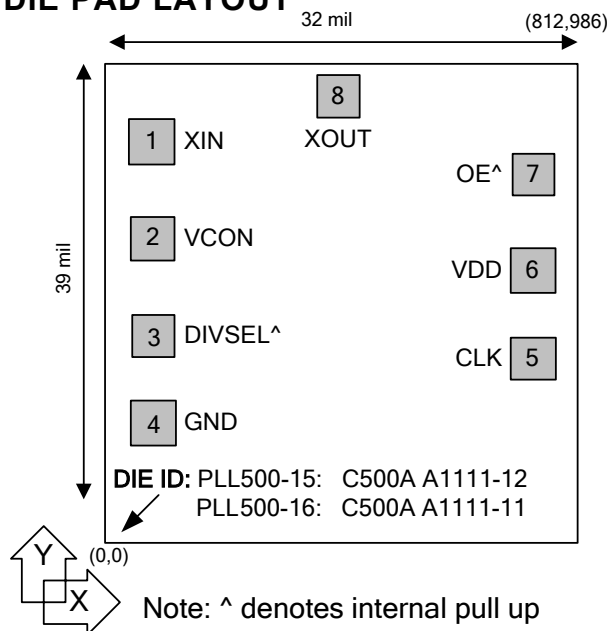 DIE PAD LAYOUT
32 mil
(812,986)
8
XOUT
1 XIN
OE^ 7
2 VCON
VDD 6
39 mil
3 DIVSEL^
CLK 5
4 GND
DIE ID: PLL500-15: C500A A1111-12
PLL500-16: C500A A1111-11
Y
(0,0)
X
Note: ^ denotes internal pull up